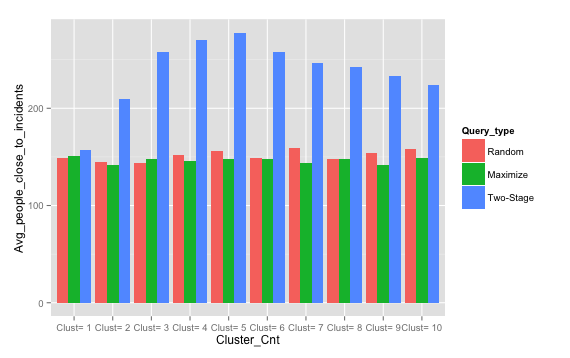 Avg_people_close_to_incidents
200
100
0
Clust= 1 Clust= 2 Clust= 3 Clust= 4 Clust= 5 Clust= 6 Clust= 7 Clust= 8 Clust= 9 Clust= 10
Cluster_Cnt
Query_type
Random
Maximize
Two-Stage